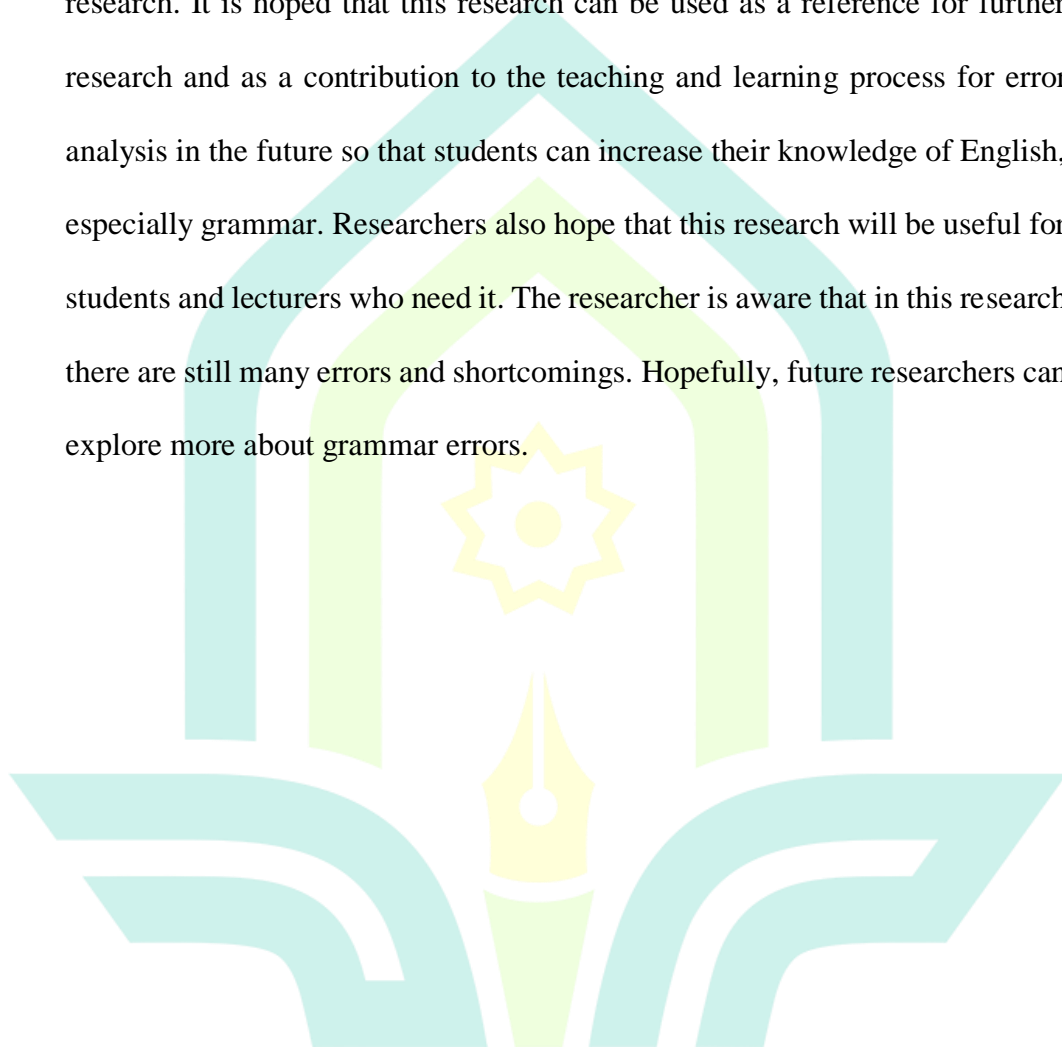 research. It is hoped that this research can be used as a reference for further
research and as a contribution to the teaching and learning process for error
analysis in the future so that students can increase their knowledge of English,
especially grammar. Researchers also hope that this research will be useful for
students and lecturers who need it. The researcher is aware that in this research
there are still many errors and shortcomings. Hopefully, future researchers can
explore more about grammar errors.